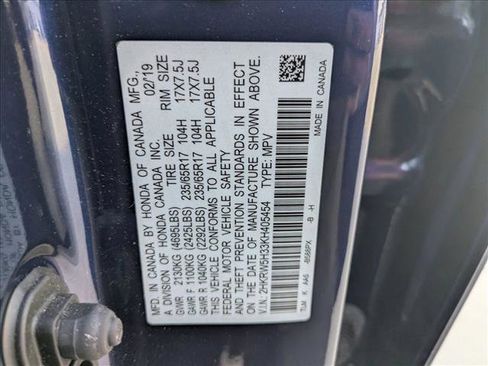 MFD. IN CANADA BY HONDA OF CANADA MFG., 02/19
A DIVISION OF HONDA CANADA INC.
TIRE SIZE RIM SIZE
GVWR 2130KG (4695LBS)
GAWR F 1100KG (2425LBS) 235/65R17 104H 17X7.5J
GAWR R 1040KG (2292LBS) 235/65R17 104H 17X7.5J
THIS VEHICLE CONFORMS TO ALL APPLICABLE
FEDERAL MOTOR VEHICLE SAFETY
AND THEFT PREVENTION STANDARDS IN EFFECT
ON THE DATE OF MANUFACTURE SHOWN ABOVE.
V.I.N. 2HKRW5H33KH405454 TYPE: MPV
MADE IN CANADA
-B -H